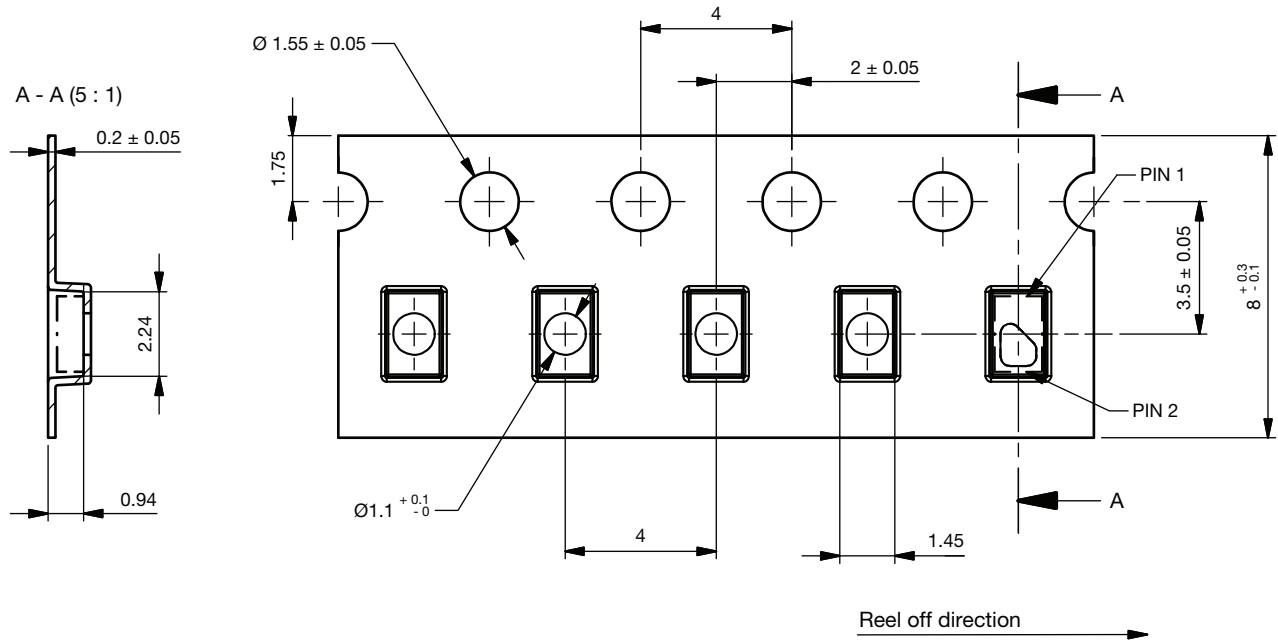 4
Ø 1.55 ± 0.05
2 ± 0.05
A - A (5 : 1)
A
0.2 ± 0.05
1.75
PIN 1
3.5 ± 0.05
8 +0.3 -0.1
2.24
PIN 2
0.94
Ø1.1 + 0.1 - 0
A
4
1.45
Reel off direction